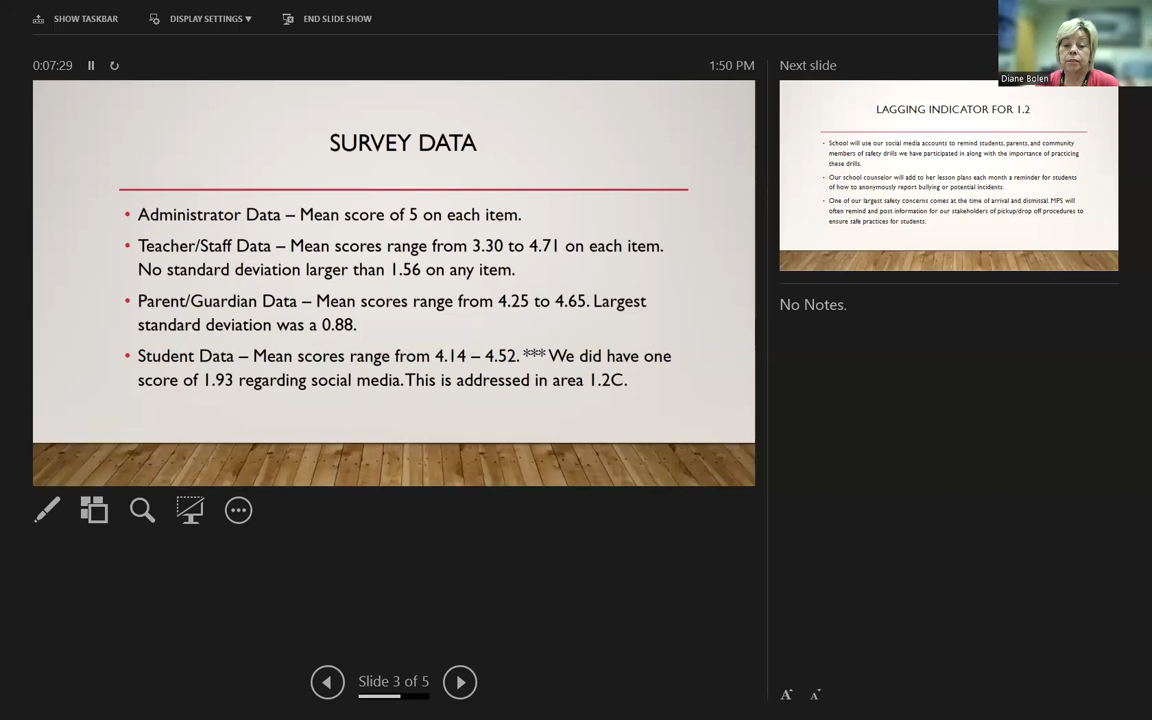 SHOW TASKBAR
DISPLAY SETTINGS ▼
END SLIDE SHOW
Diane Bolen
0:07:29
1:50 PM
SURVEY DATA
• Administrator Data – Mean score of 5 on each item.
• Teacher/Staff Data – Mean scores range from 3.30 to 4.71 on each item.
No standard deviation larger than 1.56 on any item.
• Parent/Guardian Data – Mean scores range from 4.25 to 4.65. Largest
standard deviation was a 0.88.
• Student Data – Mean scores range from 4.14 – 4.52. *** We did have one
score of 1.93 regarding social media. This is addressed in area 1.2C.
Next slide
LAGGING INDICATOR FOR 1.2
• School will use our social media accounts to remind students, parents, and community
members of safety drills we have participated in along with the importance of practicing
these drills.
• Our school counselor will add to her lesson plans each month a reminder for students
of how to anonymously report bullying or potential incidents.
• One of our largest safety concerns comes at the time of arrival and dismissal. MPS will
often remind and post information for our stakeholders of pickup/drop off procedures to
ensure safe practices for students.
No Notes.
Slide 3 of 5
A A